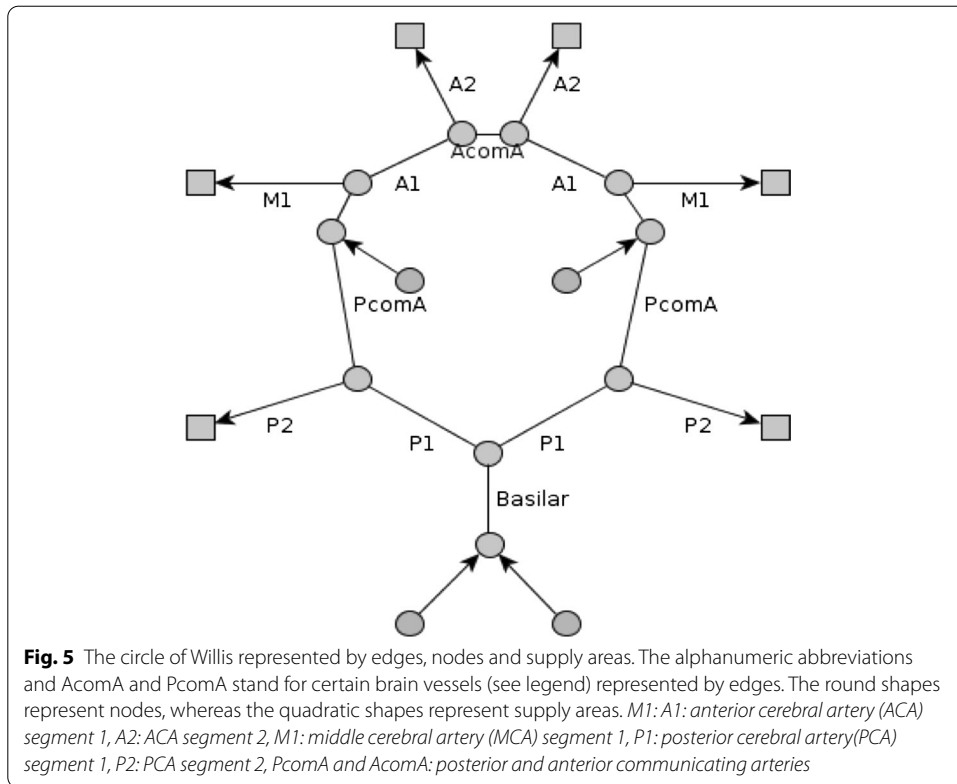 A2 A2
AcomA
A1 A1
M1 M1
PcomA PcomA
P2 P2
P1 P1
Basilar
Fig. 5 The circle of Willis represented by edges, nodes and supply areas. The alphanumeric abbreviations
and AcomA and PcomA stand for certain brain vessels (see legend) represented by edges. The round shapes
represent nodes, whereas the quadratic shapes represent supply areas. M1: A1: anterior cerebral artery (ACA)
segment 1, A2: ACA segment 2, M1: middle cerebral artery (MCA) segment 1, P1: posterior cerebral artery(PCA)
segment 1, P2: PCA segment 2, PcomA and AcomA: posterior and anterior communicating arteries